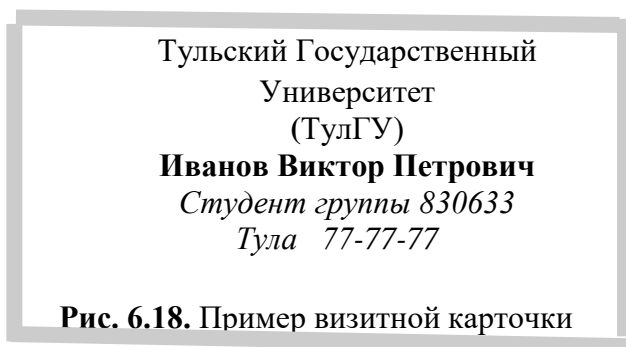 Тульский Государственный
Университет
(ТулГУ)
Иванов Виктор Петрович
Студент группы 830633
Тула 77-77-77
Рис. 6.18. Пример визитной карточки